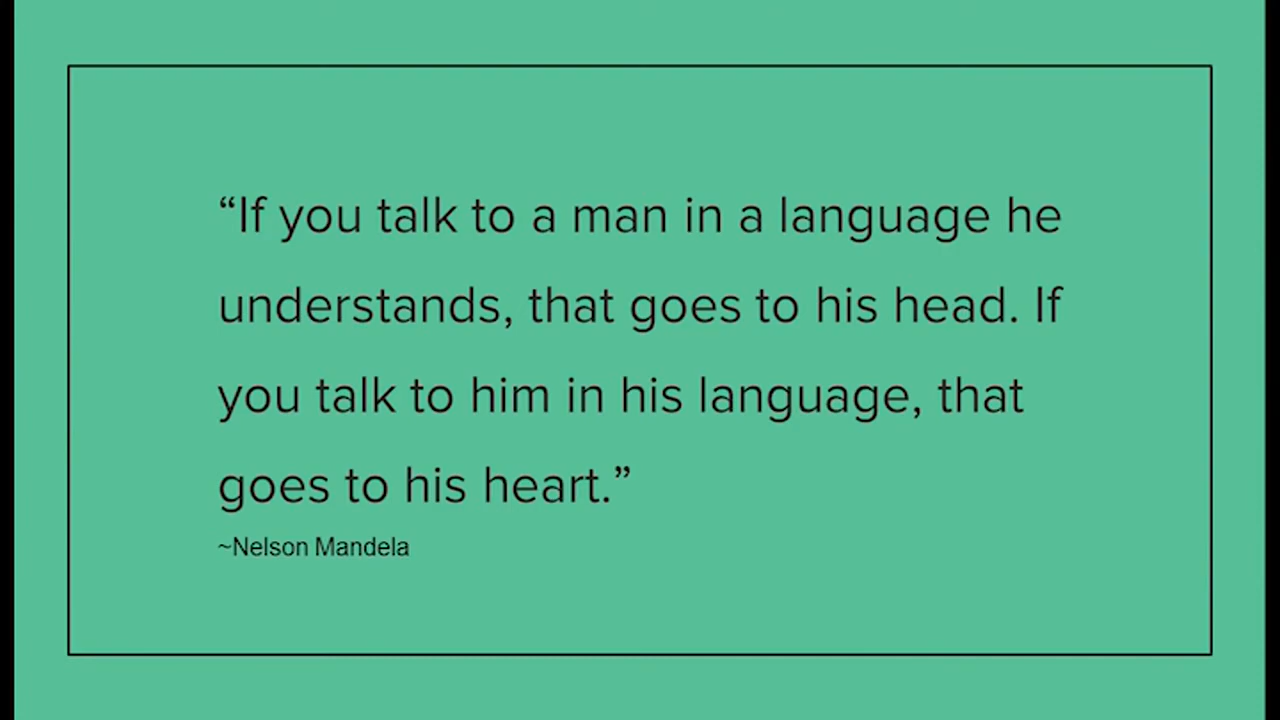 “If you talk to a man in a language he
understands, that goes to his head. If
you talk to him in his language, that
goes to his heart.”
~Nelson Mandela